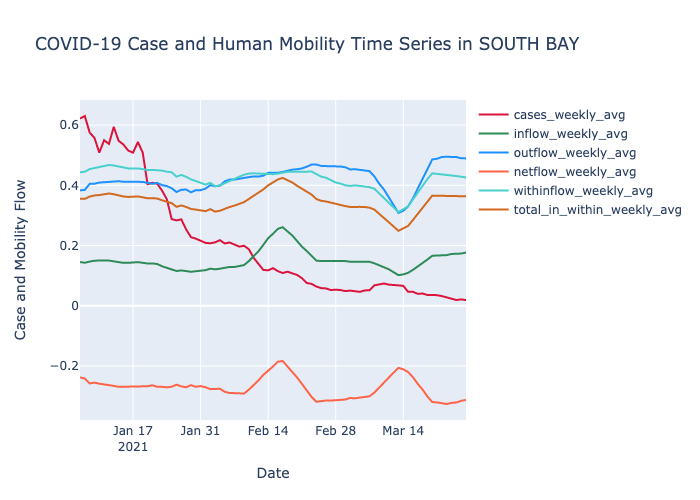 COVID-19 Case and Human Mobility Time Series in SOUTH BAY
Case and Mobility Flow
0.6
0.4
0.2
0
−0.2
Jan 17
2021
Jan 31
Feb 14
Feb 28
Mar 14
Date
cases_weekly_avg
inflow_weekly_avg
outflow_weekly_avg
netflow_weekly_avg
withinflow_weekly_avg
total_in_within_weekly_avg